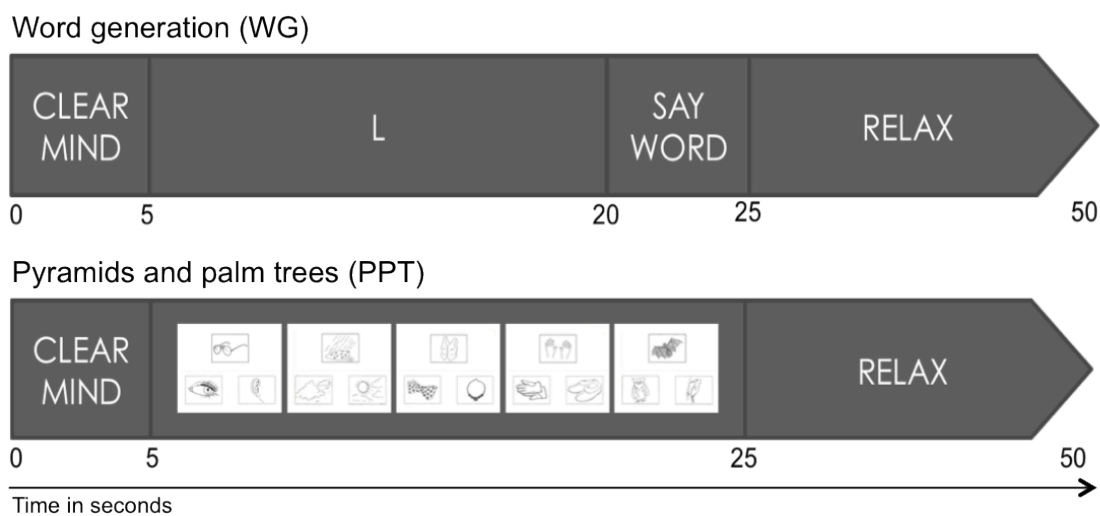 Word generation (WG)
CLEAR
MIND
L
SAY
WORD
RELAX
0
5
20
25
50
Pyramids and palm trees (PPT)
CLEAR
MIND
RELAX
0
5
25
50
Time in seconds